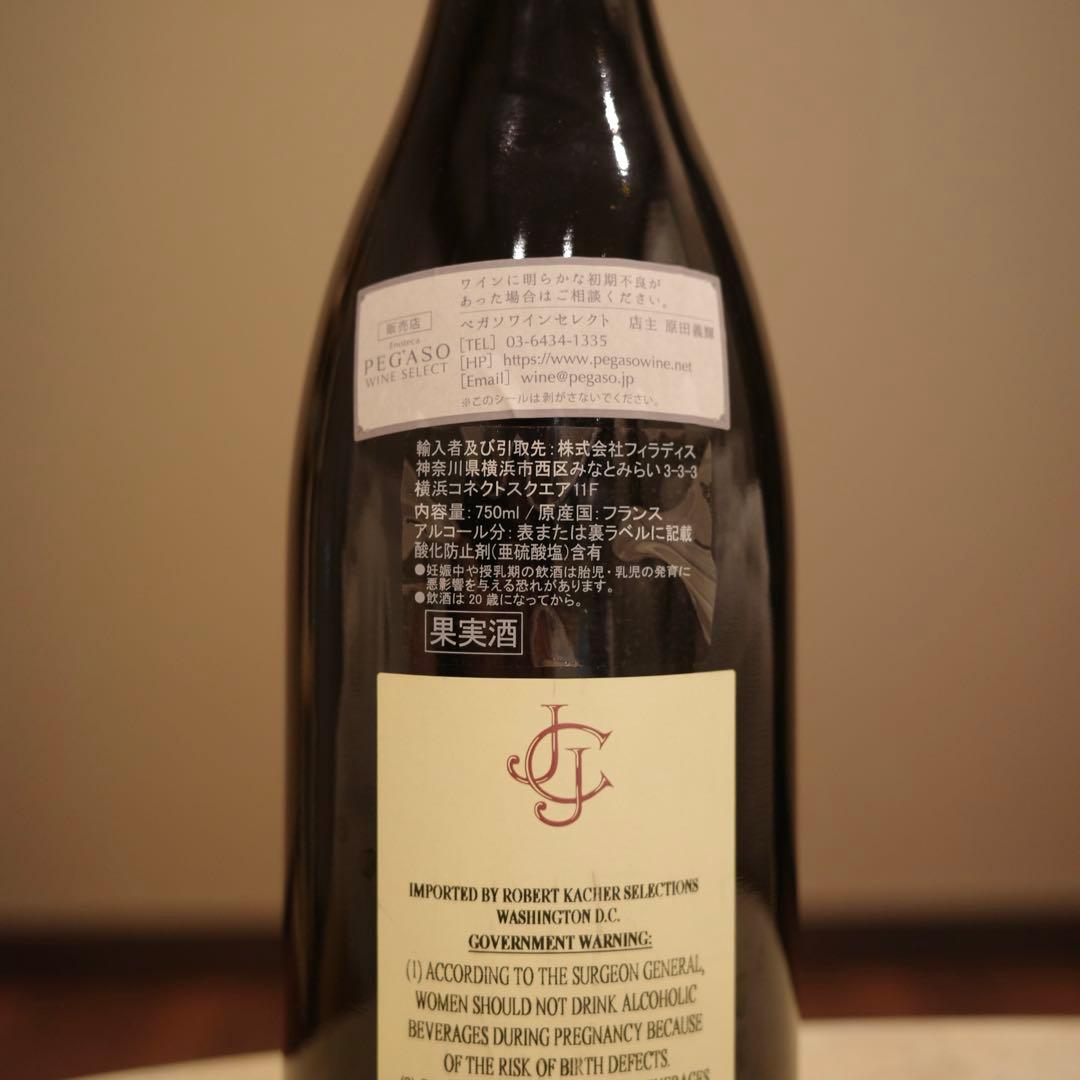 ワインに明らかな初期不良が
あった場合はご相談ください。
販売店
Enoteca
PEGASO
WINE SELECT
ペガソワインセレクト 店主 原田義輝
[TEL] 03-6434-1335
[HP] https://www.pegasowine.net
[Email] wine@pegaso.jp
※このシールは剥がさないでください。
輸入者及び引取先:株式会社フィラディス
神奈川県横浜市西区みなとみらい3-3-3
横浜コネクトスクエア11F
内容量:750ml / 原産国:フランス
アルコール分:表または裏ラベルに記載
酸化防止剤(亜硫酸塩)含有
●妊娠中や授乳期の飲酒は胎児・乳児の発育に
悪影響を与える恐れがあります。
●飲酒は20歳になってから。
果実酒
JCJ
IMPORTED BY ROBERT KACHER SELECTIONS
WASHINGTON D.C.
GOVERNMENT WARNING:
(1) ACCORDING TO THE SURGEON GENERAL,
WOMEN SHOULD NOT DRINK ALCOHOLIC
BEVERAGES DURING PREGNANCY BECAUSE
OF THE RISK OF BIRTH DEFECTS.